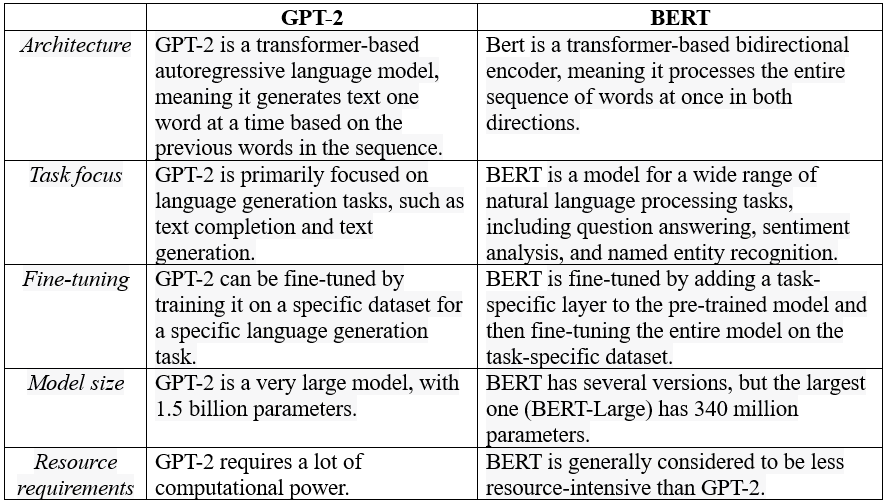 GPT-2 BERT
Architecture
GPT-2 is a transformer-based
autoregressive language model,
meaning it generates text one
word at a time based on the
previous words in the sequence.
Bert is a transformer-based bidirectional
encoder, meaning it processes the entire
sequence of words at once in both
directions.
Task focus
GPT-2 is primarily focused on
language generation tasks, such as
text completion and text
generation.
BERT is a model for a wide range of
natural language processing tasks,
including question answering, sentiment
analysis, and named entity recognition.
Fine-tuning
GPT-2 can be fine-tuned by
training it on a specific dataset for
a specific language generation
task.
BERT is fine-tuned by adding a task-
specific layer to the pre-trained model and
then fine-tuning the entire model on the
task-specific dataset.
Model size
GPT-2 is a very large model, with
1.5 billion parameters.
BERT has several versions, but the largest
one (BERT-Large) has 340 million
parameters.
Resource
requirements
GPT-2 requires a lot of
computational power.
BERT is generally considered to be less
resource-intensive than GPT-2.